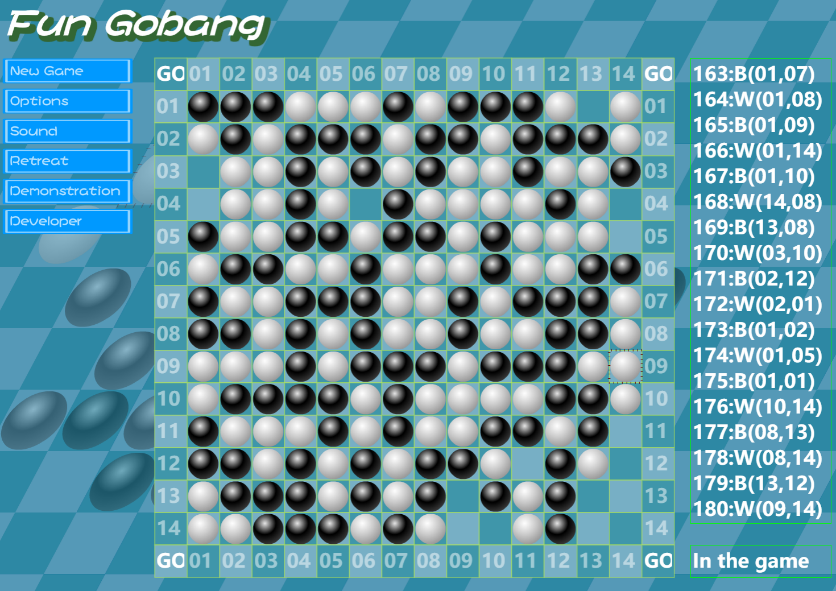 Fun Gobang
New Game
Options
Sound
Retreat
Demonstration
Developer
GO 01 02 03 04 05 06 07 08 09 10 11 12 13 14 GO
01 01
02 02
03 03
04 04
05 05
06 06
07 07
08 08
09 09
10 10
11 11
12 12
13 13
14 14
GO 01 02 03 04 05 06 07 08 09 10 11 12 13 14 GO
163:B(01,07)
164:W(01,08)
165:B(01,09)
166:W(01,14)
167:B(01,10)
168:W(14,08)
169:B(13,08)
170:W(03,10)
171:B(02,12)
172:W(02,01)
173:B(01,02)
174:W(01,05)
175:B(01,01)
176:W(10,14)
177:B(08,13)
178:W(08,14)
179:B(13,12)
180:W(09,14)
In the game